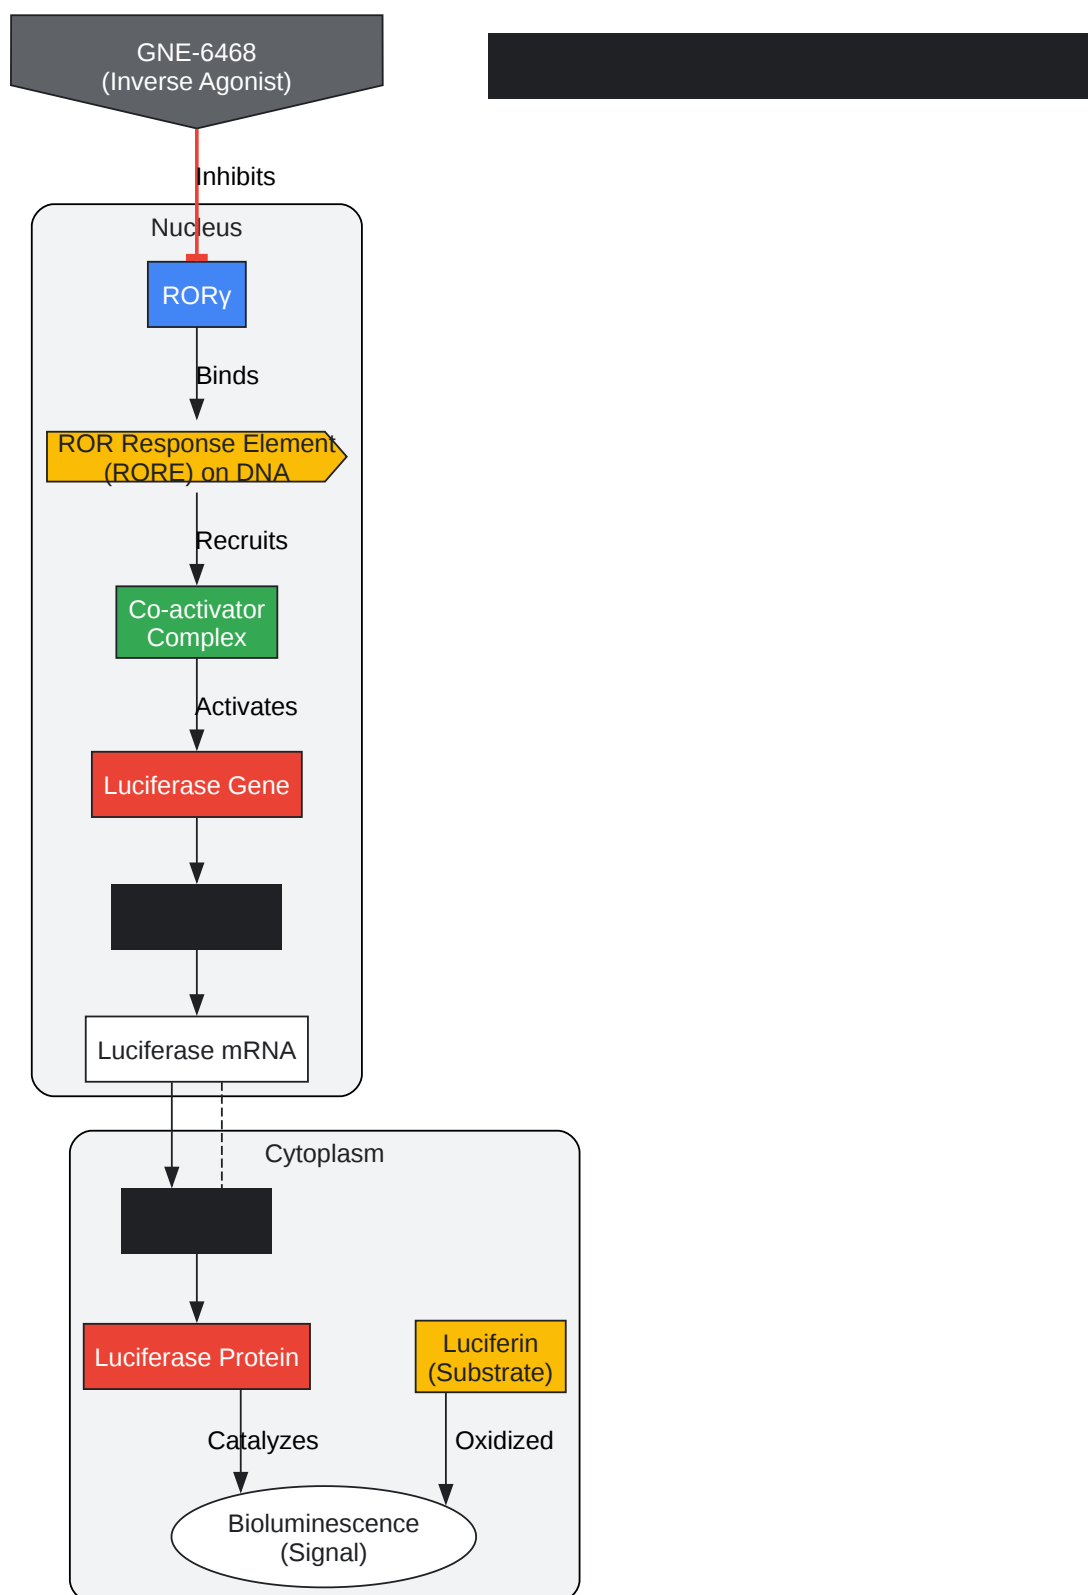 GNE-6468
(Inverse Agonist)
Inhibits
Nucleus
RORγ
Binds
ROR Response Element
(RORE) on DNA
Recruits
Co-activator
Complex
Activates
Luciferase Gene
Luciferase mRNA
Cytoplasm
Luciferase Protein
Luciferin
(Substrate)
Catalyzes
Oxidized
Bioluminescence
(Signal)